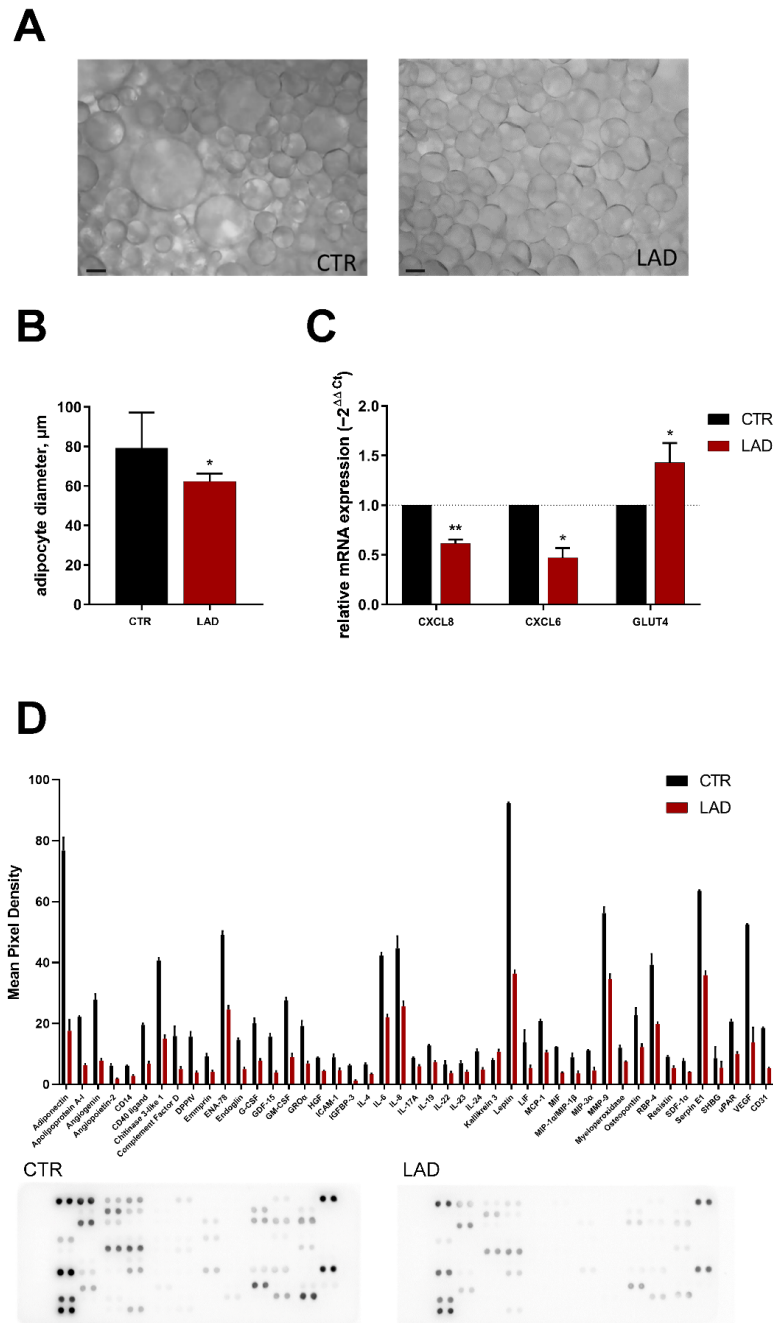 A
CTR
LAD
B
C
adipocyte diameter, µm
100
80
60
40
20
0
*
CTR
LAD
relative mRNA expression (−2^ΔΔCt)
2.0
1.5
1.0
0.5
0.0
**
*
*
CXCL8
CXCL6
GLUT4
CTR
LAD
D
Mean Pixel Density
100
80
60
40
20
0
CTR
LAD
Adiponectin
Apolipoprotein A-I
Angiogenin
Angiopoietin-2
CD14
CD40 ligand
Chitinase 3-like 1
Complement Factor D
DPPIV
Emmprin
ENA-78
Endoglin
G-CSF
GDF-15
GM-CSF
GROα
HGF
ICAM-1
IGFBP-3
IL-4
IL-6
IL-8
IL-17A
IL-19
IL-22
IL-23
IL-24
Kallikrein 3
Leptin
LIF
MCP-1
MIF
MIP-1α/MIP-1β
MIP-3α
MMP-9
Myeloperoxidase
Osteopontin
RBP-4
Resistin
SDF-1α
Serpin E1
SHBG
uPAR
VEGF
CD31
CTR
LAD